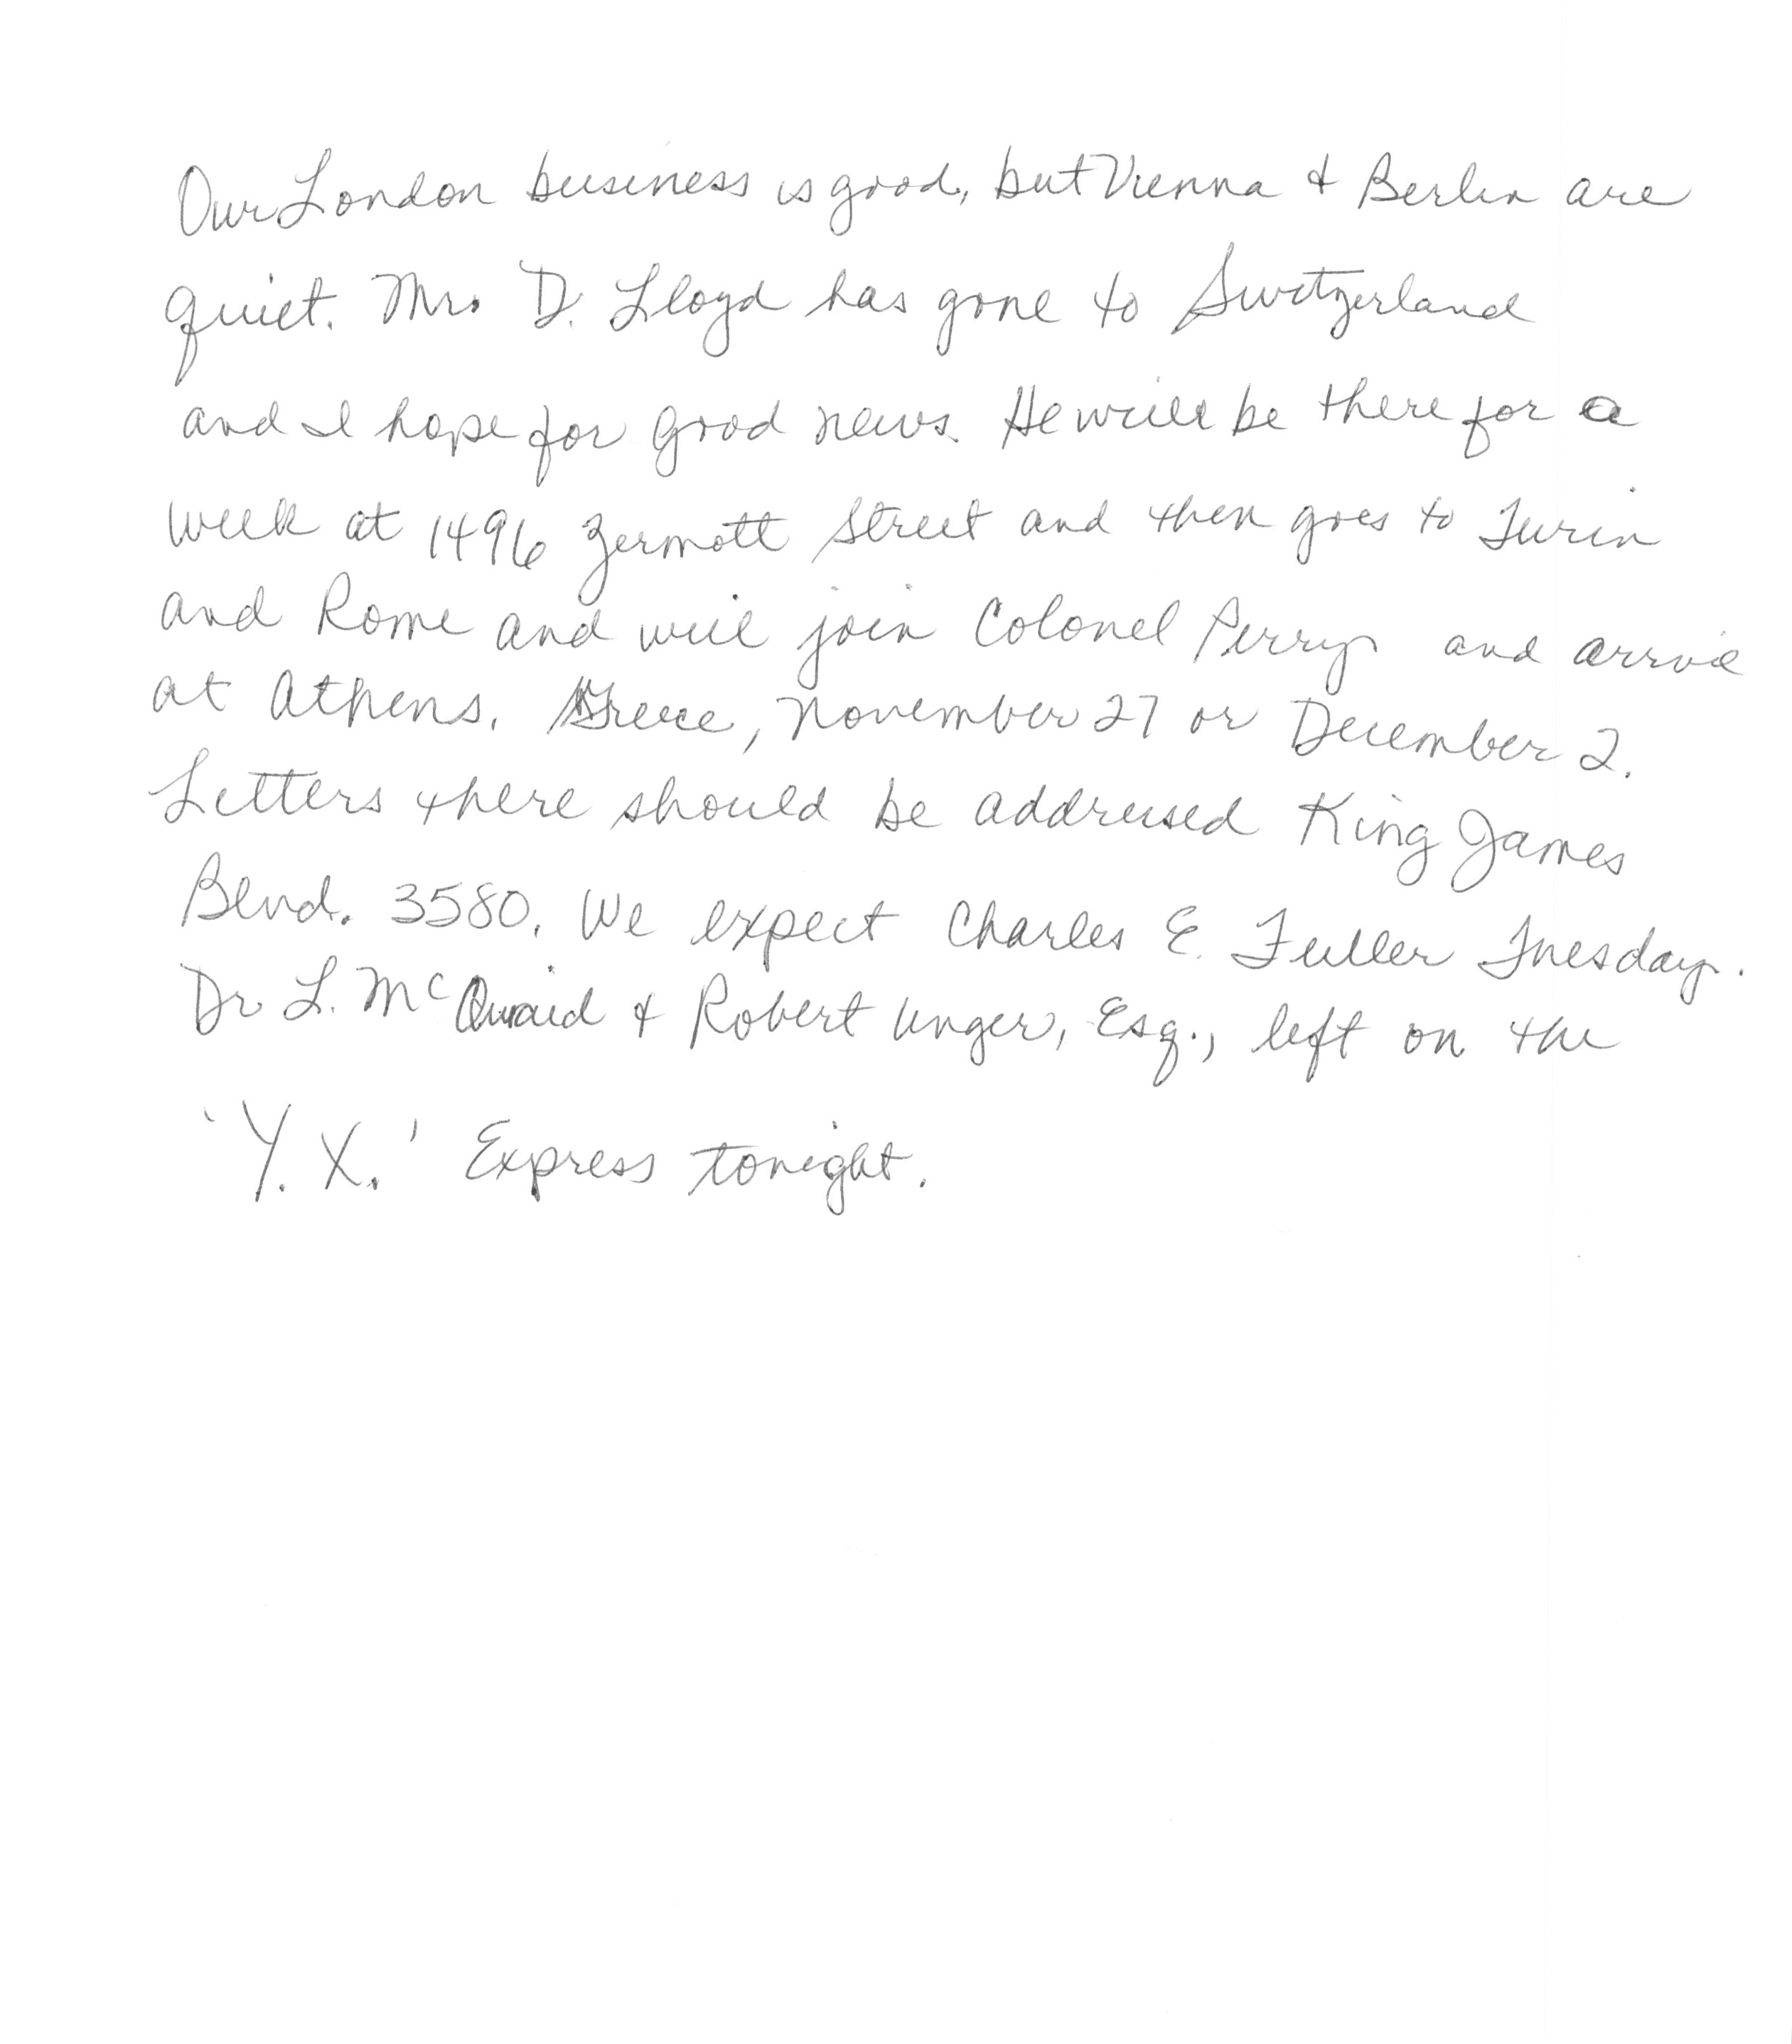 Our London business is good, but Vienna & Berlin are
quiet. Mr. D. Lloyd has gone to Switzerland
and I hope for good news. He will be there for a
week at 1496 Zermott Street and then goes to Turin
and Rome and will join Colonel Perry and arrive
at Athens. Greece, November 27 or December 2.
Letters there should be addressed King James
Blvd. 3580. We expect Charles E. Fuller Tuesday.
Dr L. McQuaid & Robert Unger, Esq., left on the
'Y. X.' Express tonight.